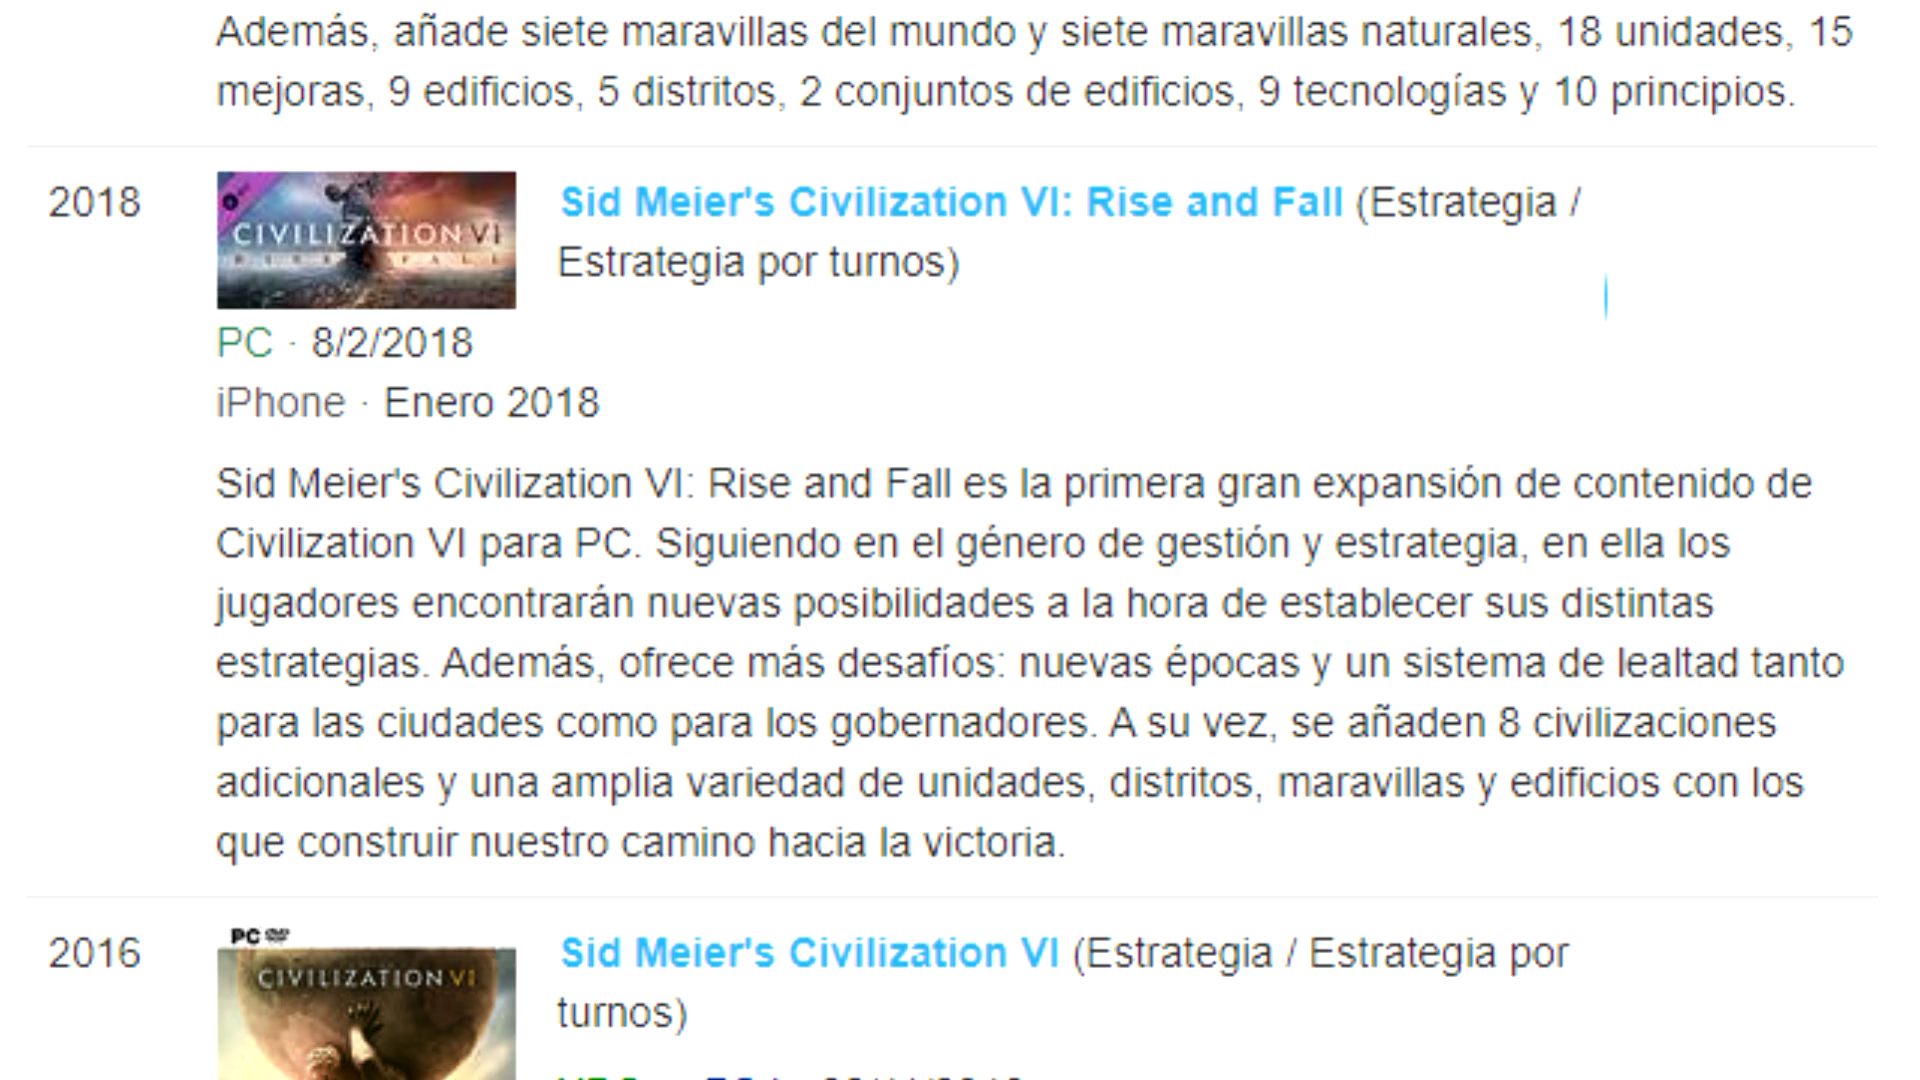 Además, añade siete maravillas del mundo y siete maravillas naturales, 18 unidades, 15
mejoras, 9 edificios, 5 distritos, 2 conjuntos de edificios, 9 tecnologías y 10 principios.
2018
CIVILIZATION VI
RISE & FALL
Sid Meier's Civilization VI: Rise and Fall (Estrategia /
Estrategia por turnos)
PC · 8/2/2018
iPhone · Enero 2018
Sid Meier's Civilization VI: Rise and Fall es la primera gran expansión de contenido de
Civilization VI para PC. Siguiendo en el género de gestión y estrategia, en ella los
jugadores encontrarán nuevas posibilidades a la hora de establecer sus distintas
estrategias. Además, ofrece más desafíos: nuevas épocas y un sistema de lealtad tanto
para las ciudades como para los gobernadores. A su vez, se añaden 8 civilizaciones
adicionales y una amplia variedad de unidades, distritos, maravillas y edificios con los
que construir nuestro camino hacia la victoria.
2016
PC
CIVILIZATION VI
Sid Meier's Civilization VI (Estrategia / Estrategia por
turnos)